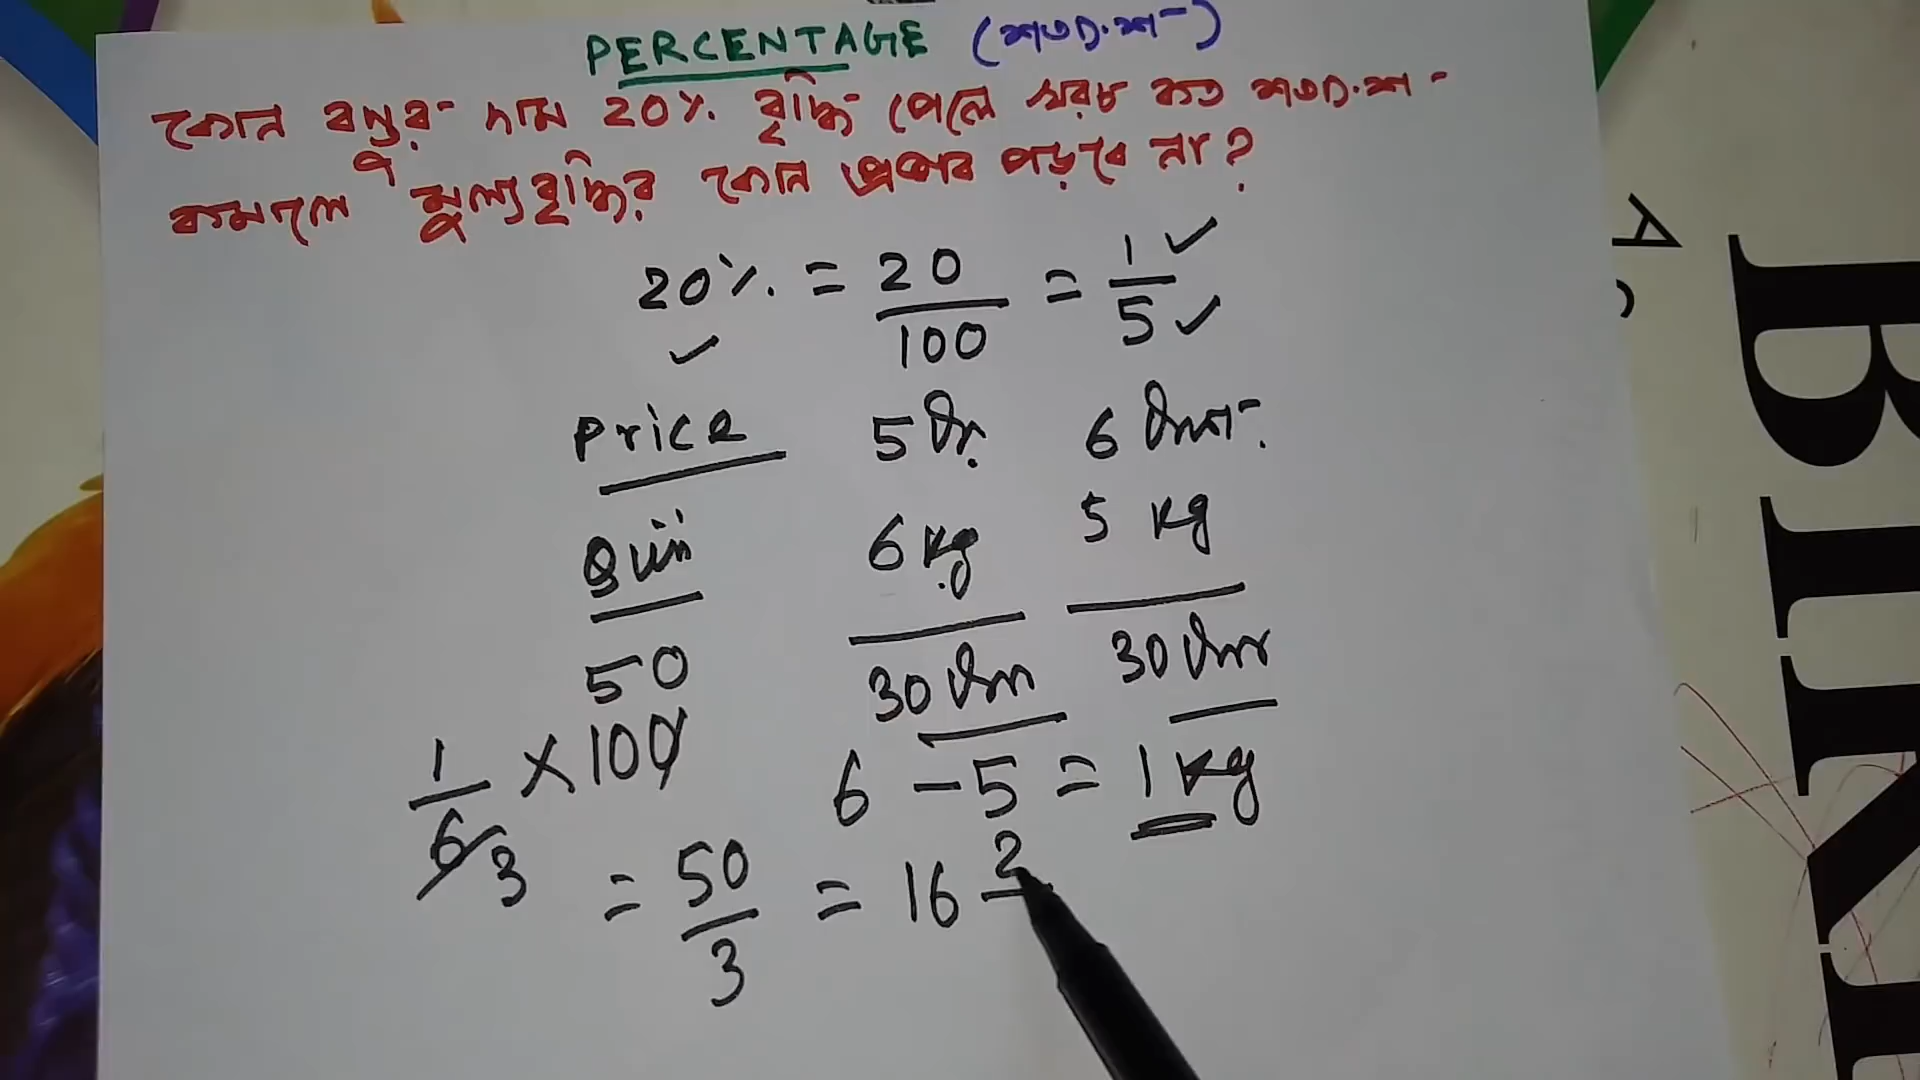 PERCENTAGE (শতাংশ)
কোন বস্তুর দাম 20% বৃদ্ধি পেলে খরচ কত শতাংশ
কমালে মূল্যবৃদ্ধির কোন প্রভাব পড়বে না?
20% = 20/100 = 1/5
Price 5 6
6 kg 5 kg
50 30 30
1/6 × 100 6 - 5 = 1 kg
3
= 50/3 = 16 2
A
C